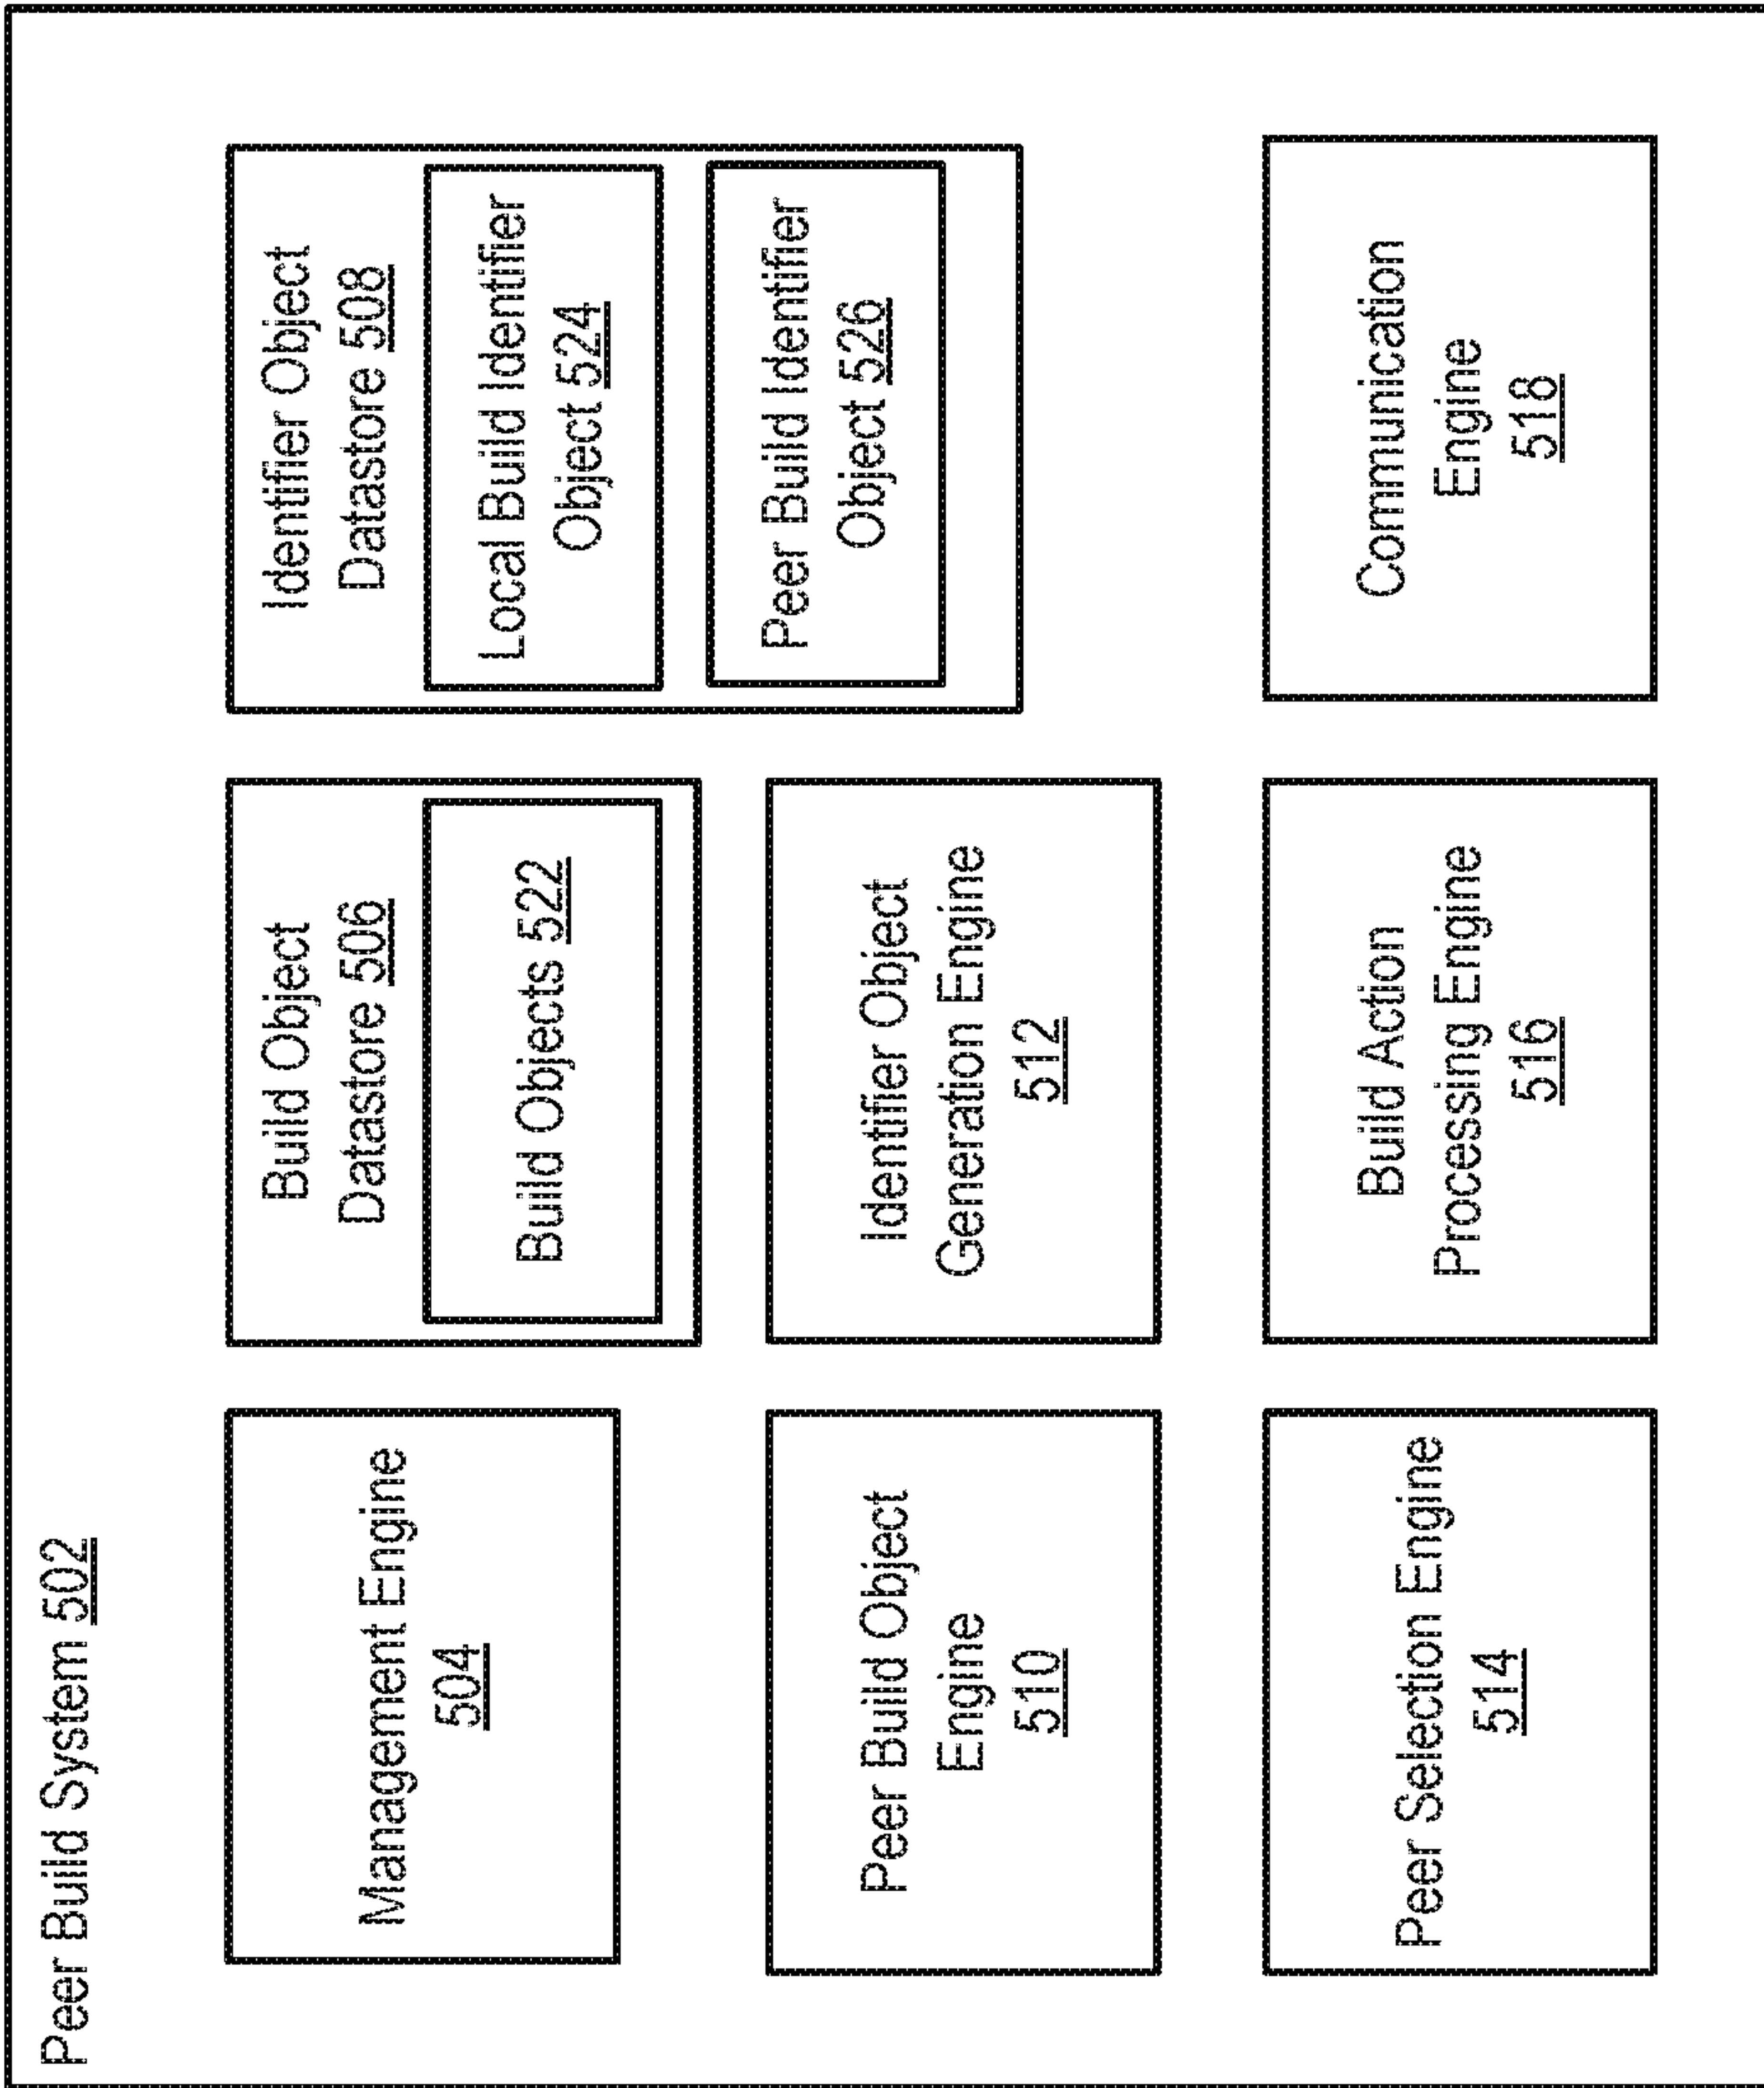 Peer Build System 502
Management Engine
504
Build Object
Datastore 506
Build Objects 522
Identifier Object
Datastore 508
Local Build Identifier
Object 524
Peer Build Identifier
Object 526
Peer Build Object
Engine
510
Identifier Object
Generation Engine
512
Peer Selection Engine
514
Build Action
Processing Engine
516
Communication
Engine
518